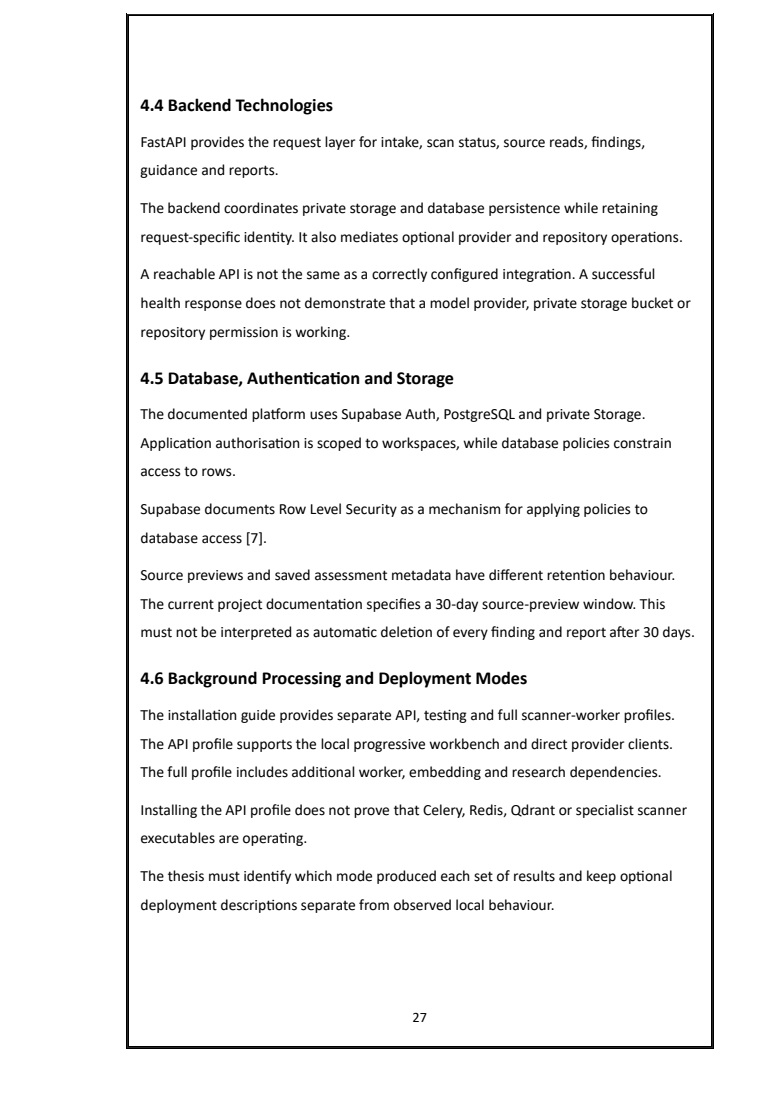 4.4 Backend Technologies
FastAPI provides the request layer for intake, scan status, source reads, findings,
guidance and reports.
The backend coordinates private storage and database persistence while retaining
request-specific identity. It also mediates optional provider and repository operations.
A reachable API is not the same as a correctly configured integration. A successful
health response does not demonstrate that a model provider, private storage bucket or
repository permission is working.
4.5 Database, Authentication and Storage
The documented platform uses Supabase Auth, PostgreSQL and private Storage.
Application authorisation is scoped to workspaces, while database policies constrain
access to rows.
Supabase documents Row Level Security as a mechanism for applying policies to
database access [7].
Source previews and saved assessment metadata have different retention behaviour.
The current project documentation specifies a 30-day source-preview window. This
must not be interpreted as automatic deletion of every finding and report after 30 days.
4.6 Background Processing and Deployment Modes
The installation guide provides separate API, testing and full scanner-worker profiles.
The API profile supports the local progressive workbench and direct provider clients.
The full profile includes additional worker, embedding and research dependencies.
Installing the API profile does not prove that Celery, Redis, Qdrant or specialist scanner
executables are operating.
The thesis must identify which mode produced each set of results and keep optional
deployment descriptions separate from observed local behaviour.
27